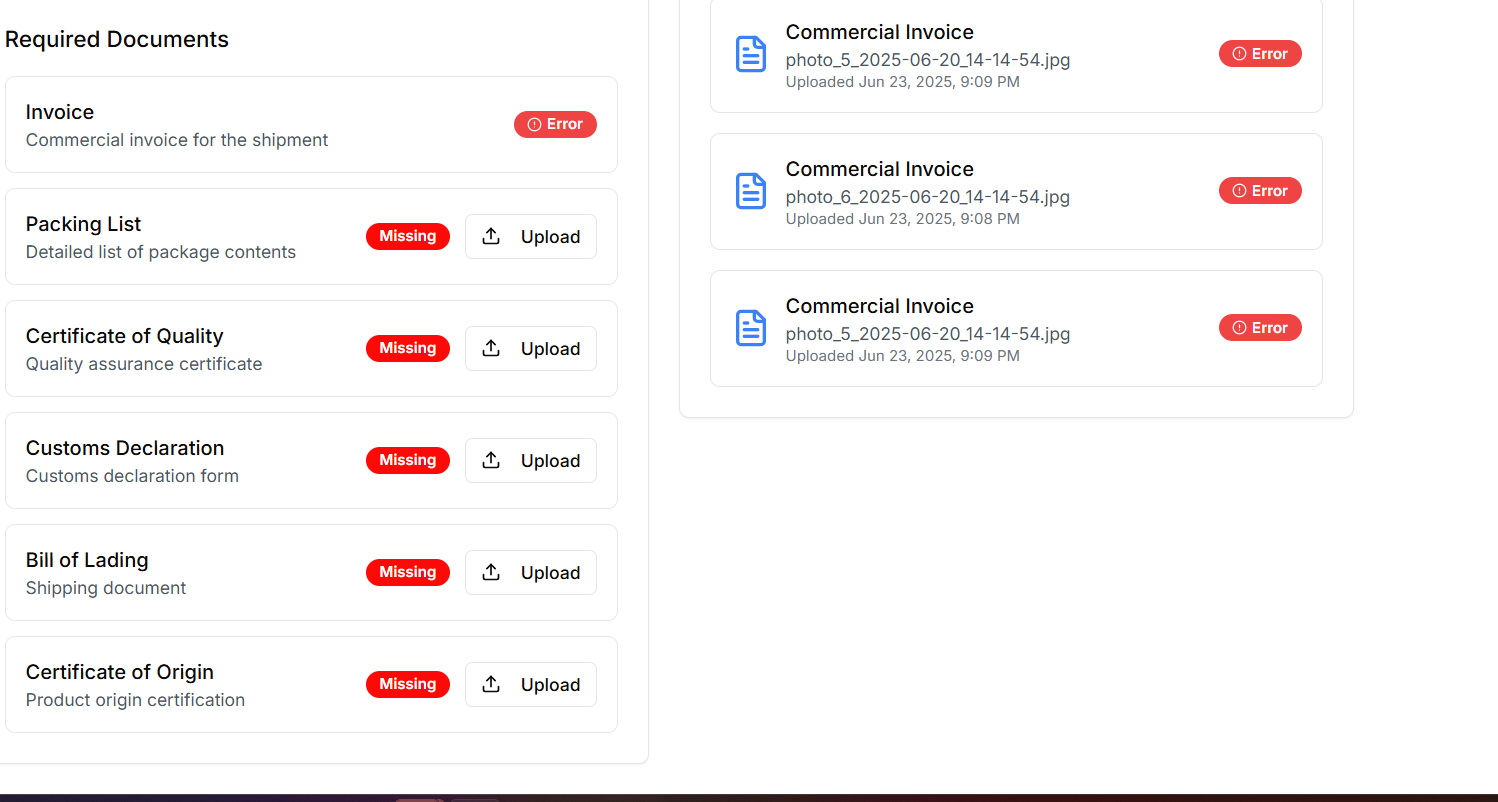 Required Documents
Invoice
Commercial invoice for the shipment
Error
Packing List
Detailed list of package contents
Missing
Upload
Certificate of Quality
Quality assurance certificate
Missing
Upload
Customs Declaration
Customs declaration form
Missing
Upload
Bill of Lading
Shipping document
Missing
Upload
Certificate of Origin
Product origin certification
Missing
Upload
Commercial Invoice
photo_5_2025-06-20_14-14-54.jpg
Uploaded Jun 23, 2025, 9:09 PM
Error
Commercial Invoice
photo_6_2025-06-20_14-14-54.jpg
Uploaded Jun 23, 2025, 9:08 PM
Error
Commercial Invoice
photo_5_2025-06-20_14-14-54.jpg
Uploaded Jun 23, 2025, 9:09 PM
Error